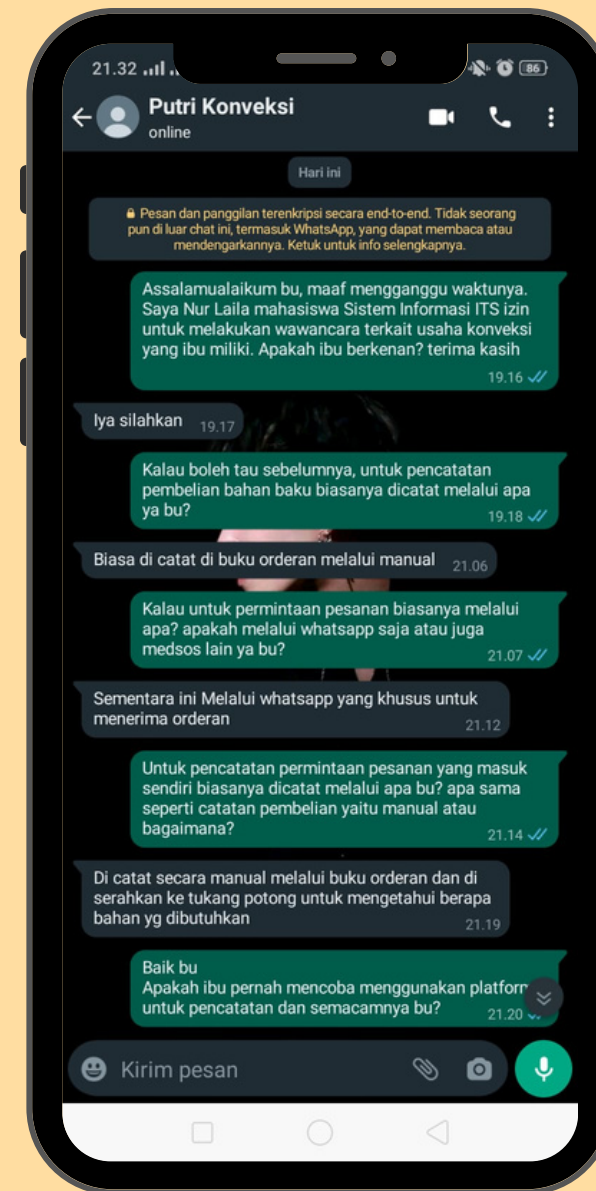 21.32
86
Putri Konveksi
online
Hari ini
Pesan dan panggilan terenkripsi secara end-to-end. Tidak seorang
pun di luar chat ini, termasuk WhatsApp, yang dapat membaca atau
mendengarkannya. Ketuk untuk info selengkapnya.
Assalamualaikum bu, maaf mengganggu waktunya.
Saya Nur Laila mahasiswa Sistem Informasi ITS izin
untuk melakukan wawancara terkait usaha konveksi
yang ibu miliki. Apakah ibu berkenan? terima kasih
19.16
Iya silahkan 19.17
Kalau boleh tau sebelumnya, untuk pencatatan
pembelian bahan baku biasanya dicatat melalui apa
ya bu?
19.18
Biasa di catat di buku orderan melalui manual 21.06
Kalau untuk permintaan pesanan biasanya melalui
apa? apakah melalui whatsapp saja atau juga
medsos lain ya bu?
21.07
Sementara ini Melalui whatsapp yang khusus untuk
menerima orderan
21.12
Untuk pencatatan permintaan pesanan yang masuk
sendiri biasanya dicatat melalui apa bu? apa sama
seperti catatan pembelian yaitu manual atau
bagaimana?
21.14
Di catat secara manual melalui buku orderan dan di
serahkan ke tukang potong untuk mengetahui berapa
bahan yg dibutuhkan
21.19
Baik bu
Apakah ibu pernah mencoba menggunakan platform
untuk pencatatan dan semacamnya bu?
21.20
Kirim pesan